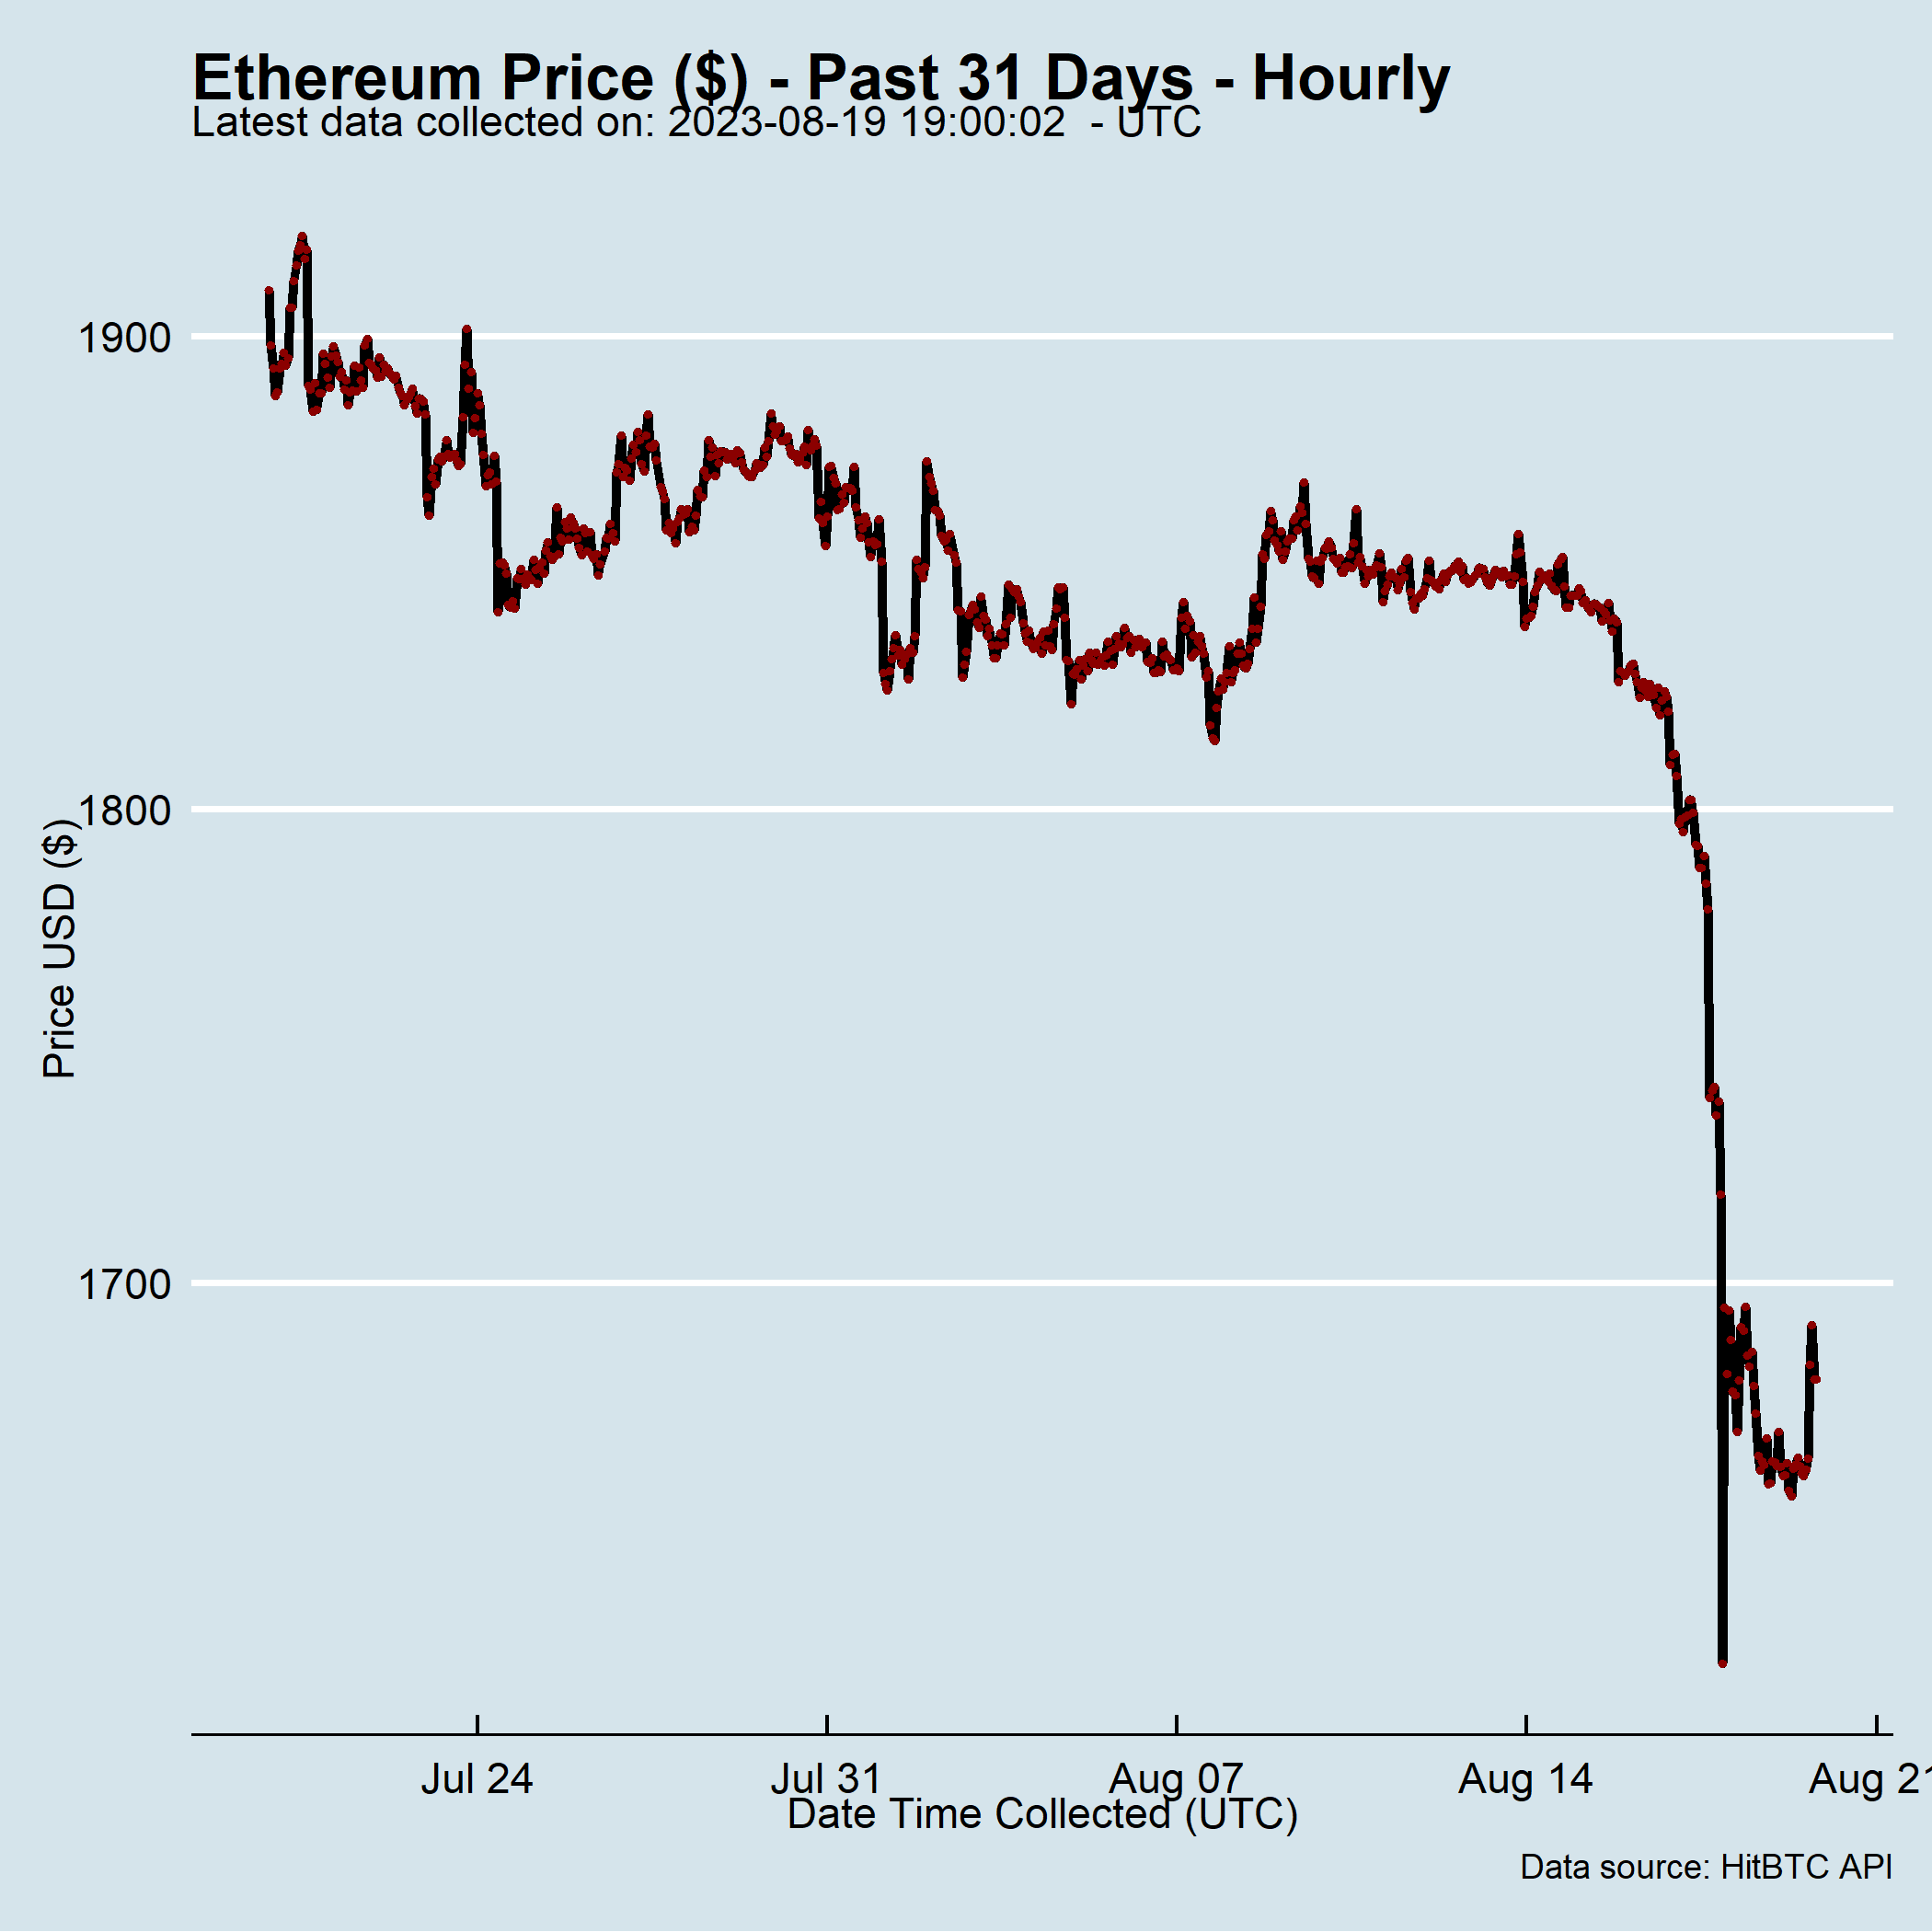 Ethereum Price ($) - Past 31 Days - Hourly
Latest data collected on: 2023-08-19 19:00:02  - UTC
1900
1800
1700
Price USD ($)
Jul 24
Jul 31
Aug 07
Aug 14
Aug 21
Date Time Collected (UTC)
Data source: HitBTC API